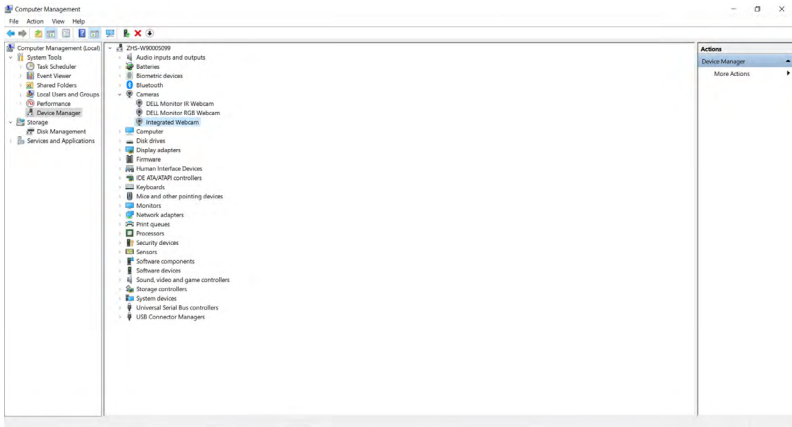 Computer Management
File Action View Help
Computer Management (Local)
System Tools
Task Scheduler
Event Viewer
Shared Folders
Local Users and Groups
Performance
Device Manager
Storage
Disk Management
Services and Applications
ZHS-W90005099
Audio inputs and outputs
Batteries
Biometric devices
Bluetooth
Cameras
DELL Monitor IR Webcam
DELL Monitor RGB Webcam
Integrated Webcam
Computer
Disk drives
Display adapters
Firmware
Human Interface Devices
IDE ATA/ATAPI controllers
Keyboards
Mice and other pointing devices
Monitors
Network adapters
Print queues
Processors
Security devices
Sensors
Software components
Software devices
Sound, video and game controllers
Storage controllers
System devices
Universal Serial Bus controllers
USB Connector Managers
Actions
Device Manager
More Actions